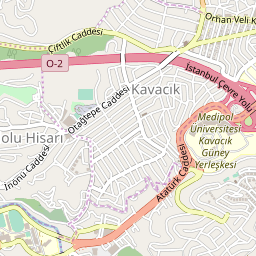 Orhan Veli K
Çiftlik Caddesi
O-2
İstanbul Çevre Yolu
Kavacık
Otağtepe Caddesi
Medipol
Üniversitesi
Kavacık
Güney
Yerleşkesi
olu Hisarı
İnönü Caddesi
Atatürk Caddesi